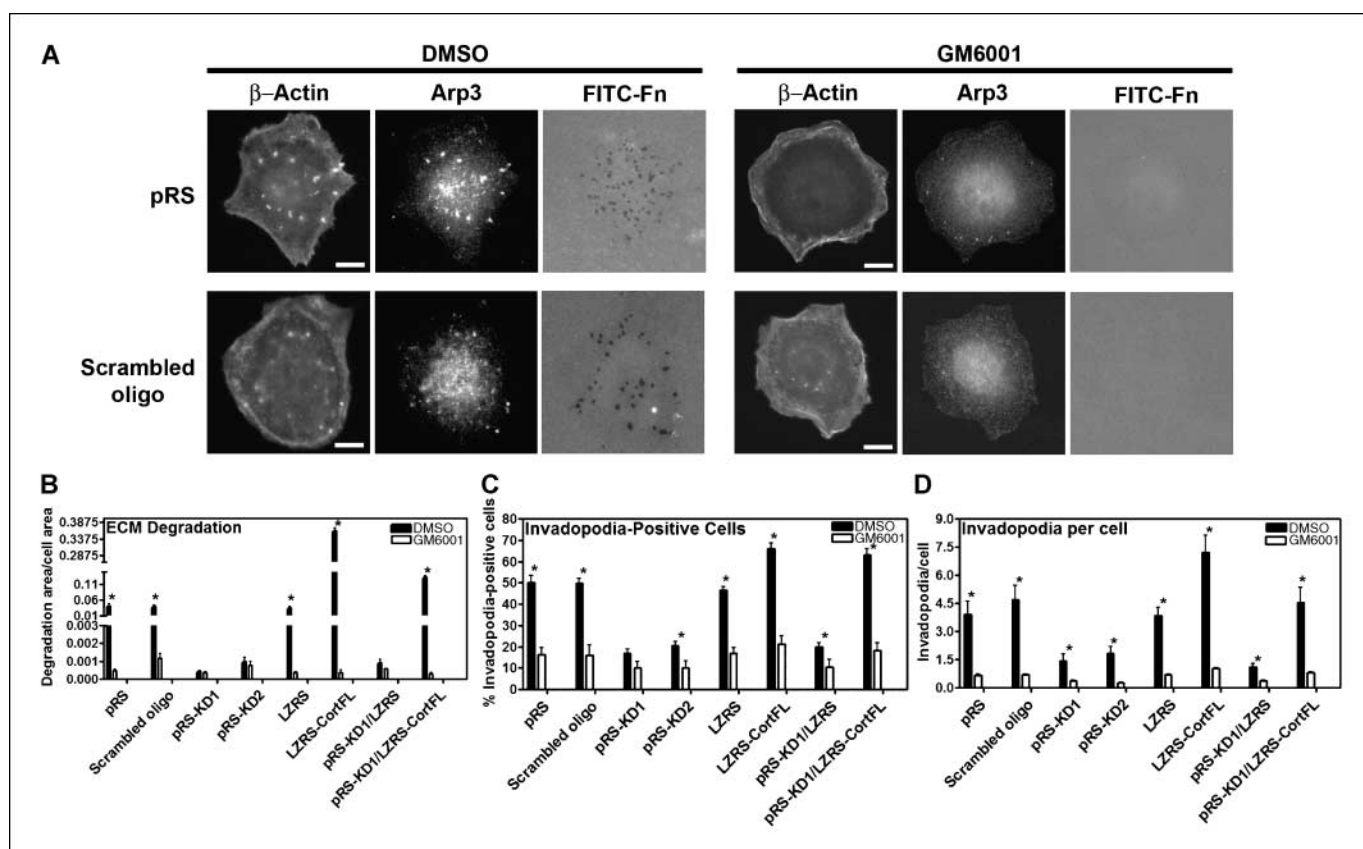 A
DMSO
GM6001
β–Actin
Arp3
FITC-Fn
β–Actin
Arp3
FITC-Fn
pRS
Scrambled
oligo
B
ECM Degradation
DMSO
GM6001
Degradation area/cell area
0.3875
0.3375
0.2875
0.11
0.06
0.01
0.003
0.002
0.001
0.000
*
*
*
*
*
pRS
Scrambled oligo
pRS-KD1
pRS-KD2
LZRS
LZRS-CortFL
pRS-KD1/LZRS
pRS-KD1/LZRS-CortFL
C
Invadopodia-Positive Cells
DMSO
GM6001
% Invadopodia-positive cells
80
70
60
50
40
30
20
10
0
*
*
*
*
*
*
*
pRS
Scrambled oligo
pRS-KD1
pRS-KD2
LZRS
LZRS-CortFL
pRS-KD1/LZRS
pRS-KD1/LZRS-CortFL
D
Invadopodia per cell
DMSO
GM6001
Invadopodia/cell
9.0
7.5
6.0
4.5
3.0
1.5
0.0
*
*
*
*
*
*
*
*
pRS
Scrambled oligo
pRS-KD1
pRS-KD2
LZRS
LZRS-CortFL
pRS-KD1/LZRS
pRS-KD1/LZRS-CortFL